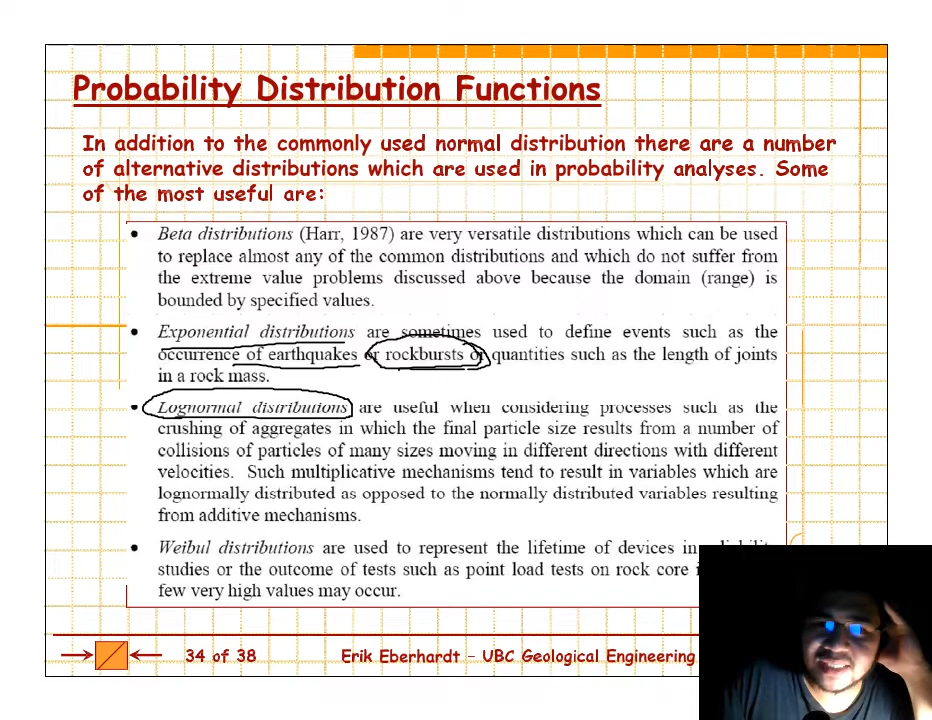 Probability Distribution Functions
In addition to the commonly used normal distribution there are a number
of alternative distributions which are used in probability analyses. Some
of the most useful are:
• Beta distributions (Harr, 1987) are very versatile distributions which can be used
to replace almost any of the common distributions and which do not suffer from
the extreme value problems discussed above because the domain (range) is
bounded by specified values.
• Exponential distributions are sometimes used to define events such as the
occurrence of earthquakes or rockbursts or quantities such as the length of joints
in a rock mass.
• Lognormal distributions are useful when considering processes such as the
crushing of aggregates in which the final particle size results from a number of
collisions of particles of many sizes moving in different directions with different
velocities. Such multiplicative mechanisms tend to result in variables which are
lognormally distributed as opposed to the normally distributed variables resulting
from additive mechanisms.
• Weibul distributions are used to represent the lifetime of devices in
studies or the outcome of tests such as point load tests on rock core
few very high values may occur.
34 of 38
Erik Eberhardt – UBC Geological Engineering